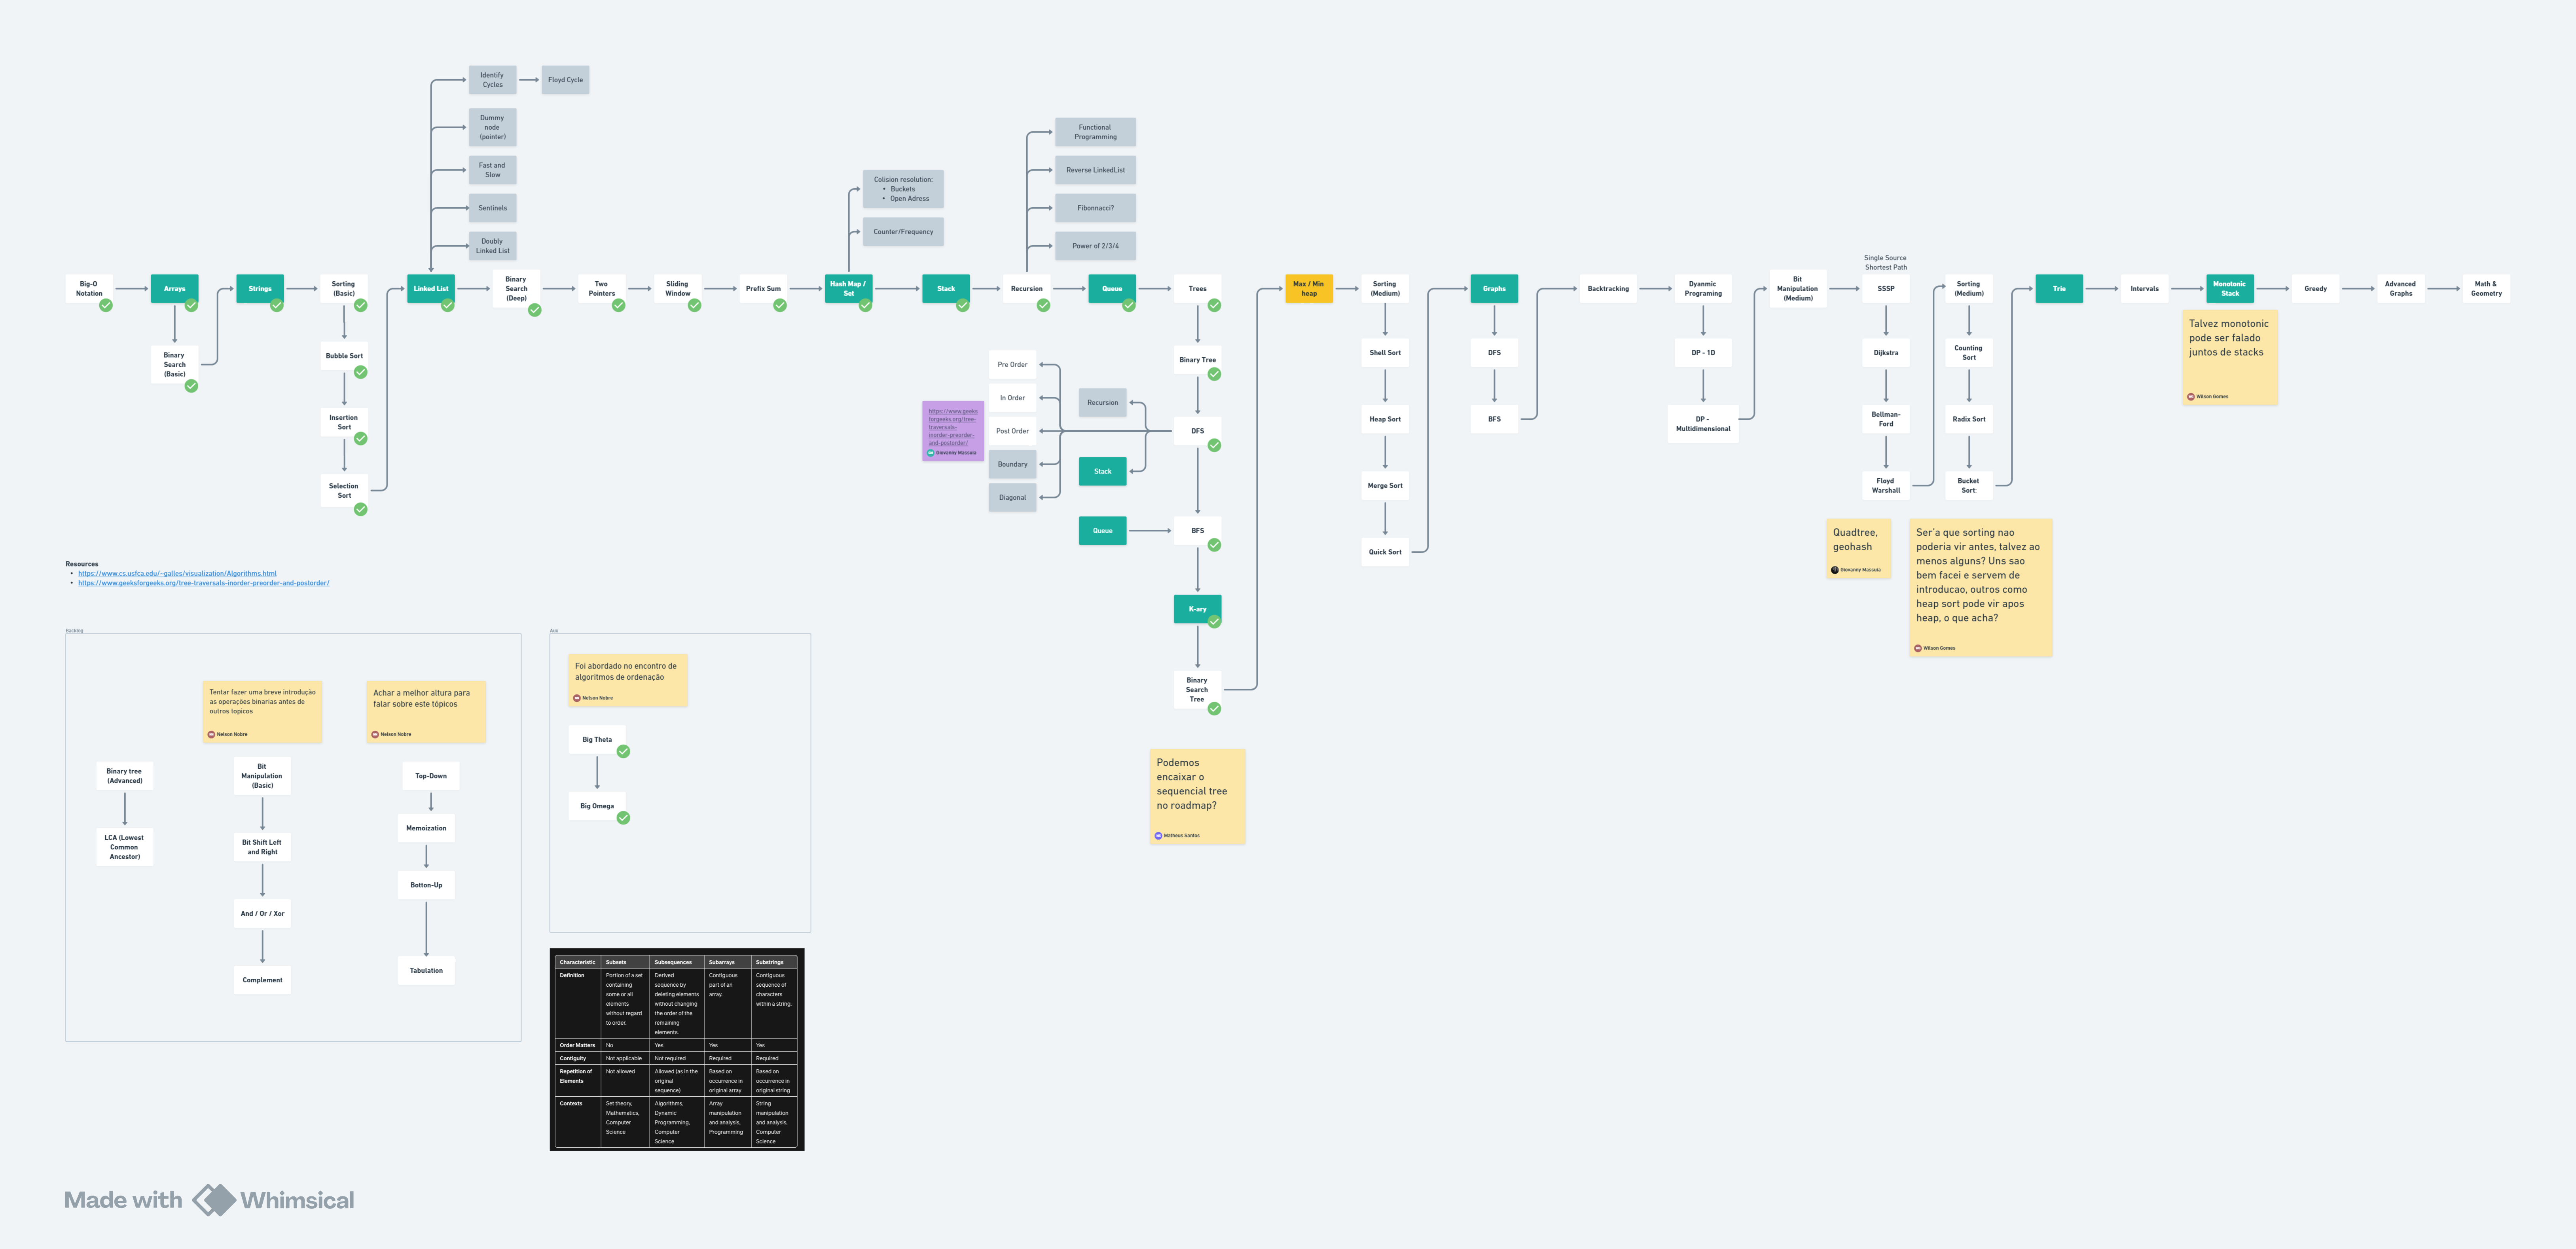 Identify
Cycles
Floyd Cycle
Dummy
node
(pointer)
Fast and
Slow
Sentinels
Doubly
Linked List
Colision resolution:
• Buckets
• Open Adress
Counter/Frequency
Functional
Programming
Reverse LinkedList
Fibonnacci?
Power of 2/3/4
Big-O
Notation
Arrays
Strings
Sorting
(Basic)
Linked List
Binary
Search
(Deep)
Two
Pointers
Sliding
Window
Prefix Sum
Hash Map /
Set
Stack
Recursion
Queue
Trees
Max / Min
heap
Sorting
(Medium)
Graphs
Backtracking
Dyanmic
Programing
Bit
Manipulation
(Medium)
Single Source
Shortest Path
SSSP
Sorting
(Medium)
Trie
Intervals
Monotonic
Stack
Greedy
Advanced
Graphs
Math &
Geometry
Binary
Search
(Basic)
Bubble Sort
Insertion
Sort
Selection
Sort
Binary Tree
Pre Order
In Order
Post Order
Boundary
Diagonal
Recursion
Stack
DFS
Queue
BFS
K-ary
Binary
Search
Tree
https://www.geeks
forgeeks.org/tree-
traversals-
inorder-preorder-
and-postorder/
Giovanny Massuia
Shell Sort
Heap Sort
Merge Sort
Quick Sort
DFS
BFS
DP - 1D
DP -
Multidimensional
Dijkstra
Bellman-
Ford
Floyd
Warshall
Counting
Sort
Radix Sort
Bucket
Sort:
Talvez monotonic
pode ser falado
juntos de stacks
Wilson Gomes
Quadtree,
geohash
Giovanny Massuia
Ser'a que sorting nao
poderia vir antes, talvez ao
menos alguns? Uns sao
bem facei e servem de
introducao, outros como
heap sort pode vir apos
heap, o que acha?
Wilson Gomes
Podemos
encaixar o
sequencial tree
no roadmap?
Matheus Santos
Resources
• https://www.cs.usfca.edu/~galles/visualization/Algorithms.html
• https://www.geeksforgeeks.org/tree-traversals-inorder-preorder-and-postorder/
Backlog
Tentar fazer uma breve introdução
as operações binarias antes de
outros topicos
Nelson Nobre
Achar a melhor altura para
falar sobre este tópicos
Nelson Nobre
Binary tree
(Advanced)
LCA (Lowest
Common
Ancestor)
Bit
Manipulation
(Basic)
Bit Shift Left
and Right
And / Or / Xor
Complement
Top-Down
Memoization
Botton-Up
Tabulation
Aux
Foi abordado no encontro de
algoritmos de ordenação
Nelson Nobre
Big Theta
Big Omega
Characteristic Subsets Subsequences Subarrays Substrings
Definition
Portion of a set
containing
some or all
elements
without regard
to order.
Derived
sequence by
deleting elements
without changing
the order of the
remaining
elements.
Contiguous
part of an
array.
Contiguous
sequence of
characters
within a string.
Order Matters No Yes Yes Yes
Contiguity Not applicable Not required Required Required
Repetition of
Elements
Not allowed
Allowed (as in the
original
sequence)
Based on
occurrence in
original array
Based on
occurrence in
original string
Contexts
Set theory,
Mathematics,
Computer
Science
Algorithms,
Dynamic
Programming,
Computer
Science
Array
manipulation
and analysis,
Programming
String
manipulation
and analysis,
Computer
Science
Made with Whimsical